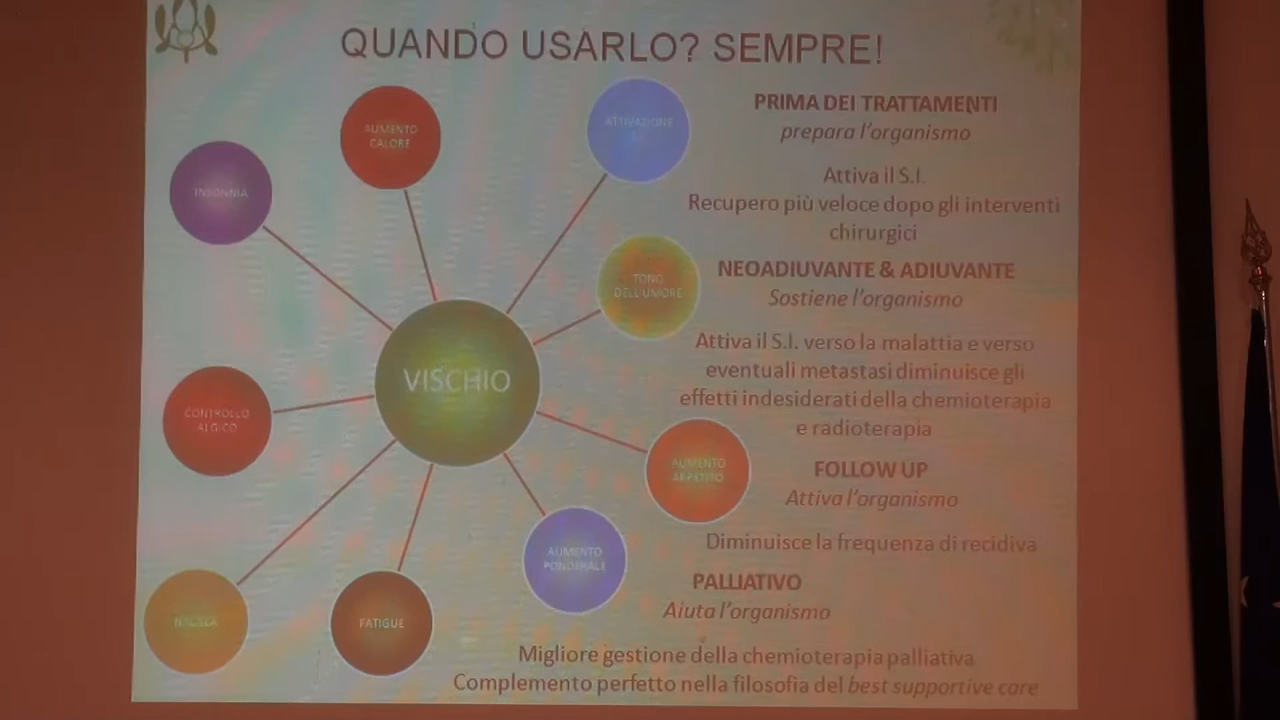 QUANDO USARLO? SEMPRE!
AUMENTO
CALORE
ATTIVAZIONE
INSONNIA
TONO
DELL'UMORE
VISCHIO
CONTROLLO
ALGICO
AUMENTO
APPETITO
AUMENTO
PONDERALE
NAUSEA
FATIGUE
PRIMA DEI TRATTAMENTI
prepara l'organismo
Attiva il S.I.
Recupero più veloce dopo gli interventi
chirurgici
NEOADIUVANTE & ADIUVANTE
Sostiene l'organismo
Attiva il S.I. verso la malattia e verso
eventuali metastasi diminuisce gli
effetti indesiderati della chemioterapia
e radioterapia
FOLLOW UP
Attiva l'organismo
Diminuisce la frequenza di recidiva
PALLIATIVO
Aiuta l'organismo
Migliore gestione della chemioterapia palliativa
Complemento perfetto nella filosofia del best supportive care